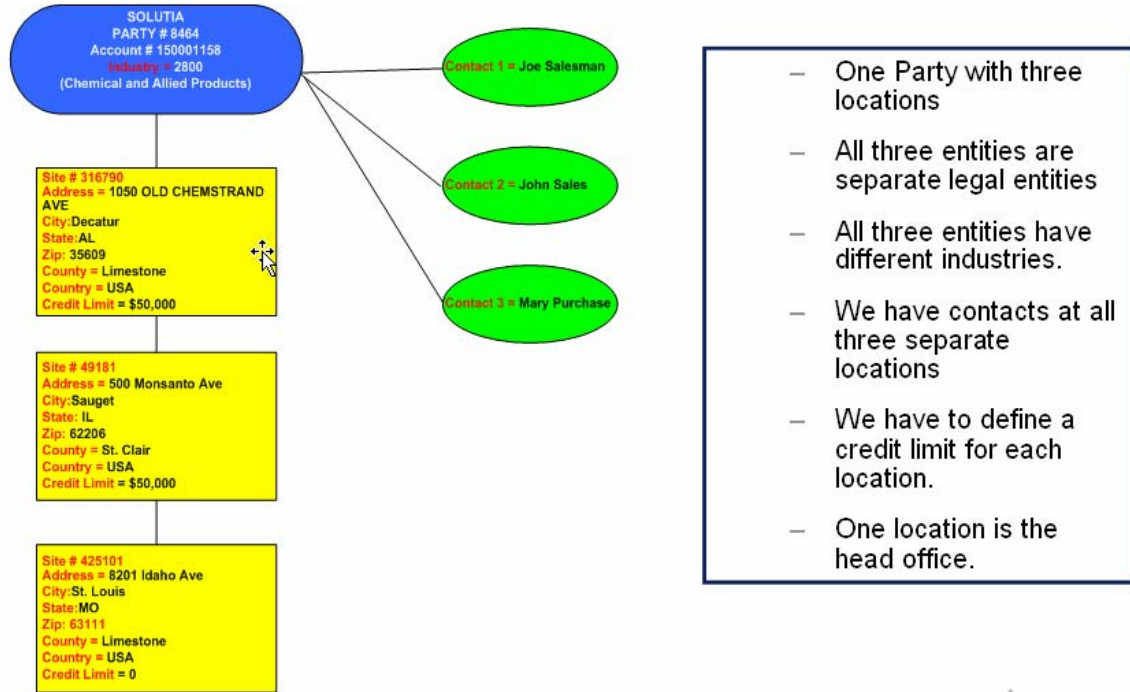 SOLUTIA
PARTY # 8464
Account # 150001158
Industry = 2800
(Chemical and Allied Products)
Contact 1 = Joe Salesman
Contact 2 = John Sales
Contact 3 = Mary Purchase
Site # 316790
Address = 1050 OLD CHEMSTRAND
AVE
City:Decatur
State:AL
Zip: 35609
County = Limestone
Country = USA
Credit Limit = $50,000
Site # 49181
Address = 500 Monsanto Ave
City:Sauget
State: IL
Zip: 62206
County = St. Clair
Country = USA
Credit Limit = $50,000
Site # 425101
Address = 8201 Idaho Ave
City:St. Louis
State:MO
Zip: 63111
County = Limestone
Country = USA
Credit Limit = 0
– One Party with three
locations
– All three entities are
separate legal entities
– All three entities have
different industries.
– We have contacts at all
three separate
locations
– We have to define a
credit limit for each
location.
– One location is the
head office.